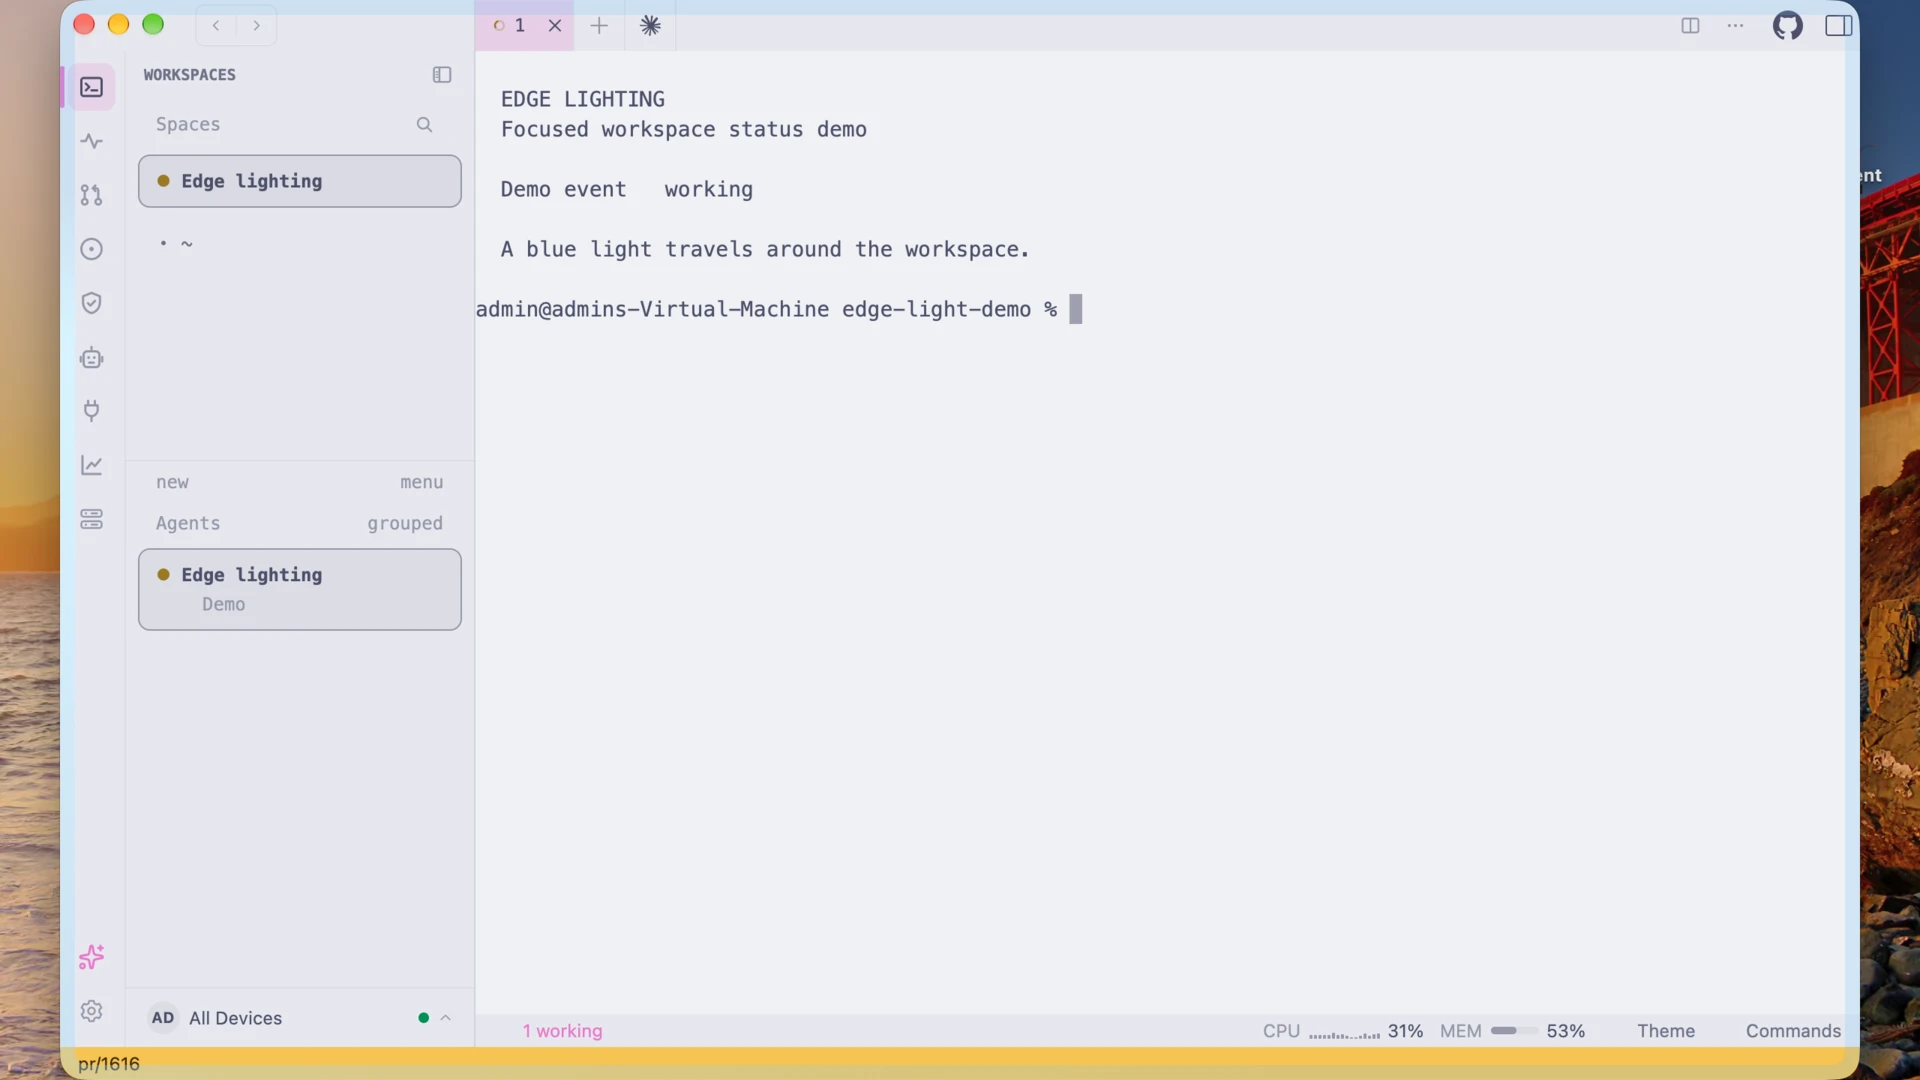 1
WORKSPACES
Spaces
Edge lighting
~
new menu
Agents grouped
Edge lighting
Demo
AD All Devices
EDGE LIGHTING
Focused workspace status demo
Demo event working
A blue light travels around the workspace.
admin@admins-Virtual-Machine edge-light-demo %
1 working
CPU 31% MEM 53% Theme Commands
pr/1616